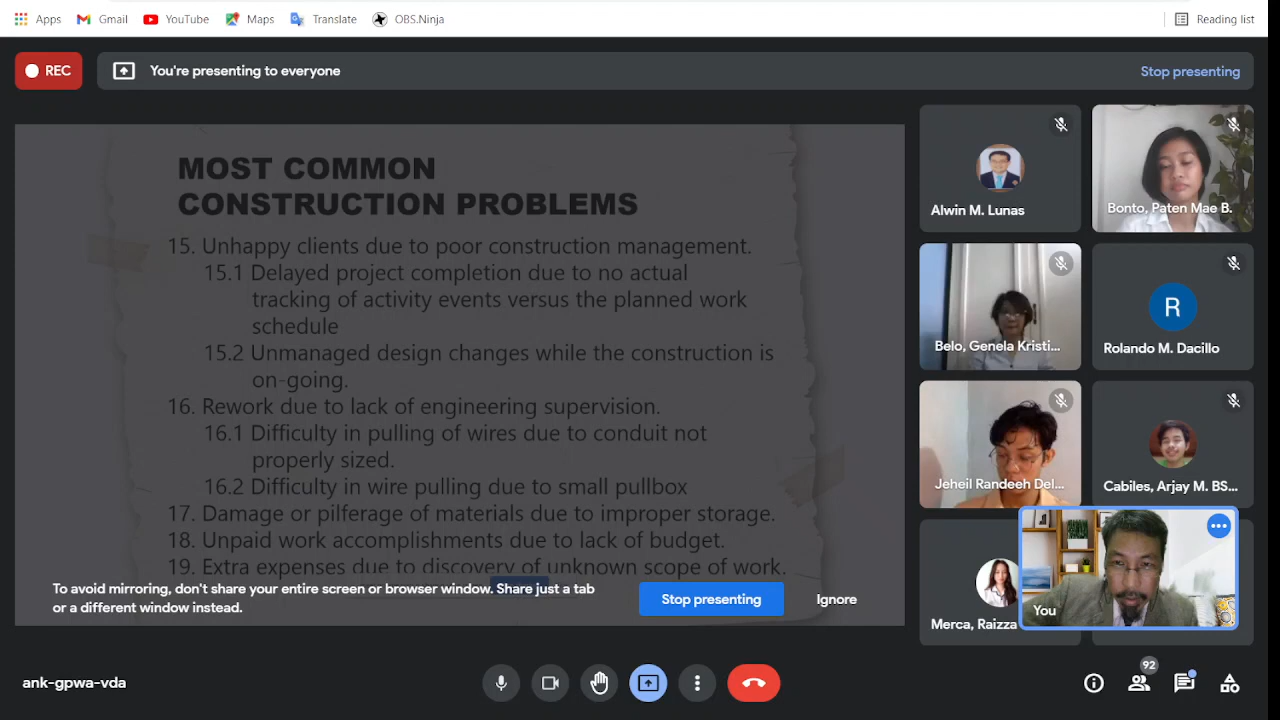 Apps
Gmail
YouTube
Maps
Translate
OBS.Ninja
Reading list
REC
You're presenting to everyone
Stop presenting
MOST COMMON
CONSTRUCTION PROBLEMS
15. Unhappy clients due to poor construction management.
15.1 Delayed project completion due to no actual
tracking of activity events versus the planned work
schedule
15.2 Unmanaged design changes while the construction is
on-going.
16. Rework due to lack of engineering supervision.
16.1 Difficulty in pulling of wires due to conduit not
properly sized.
16.2 Difficulty in wire pulling due to small pullbox
17. Damage or pilferage of materials due to improper storage.
18. Unpaid work accomplishments due to lack of budget.
19. Extra expenses due to discovery of unknown scope of work.
To avoid mirroring, don't share your entire screen or browser window. Share just a tab
or a different window instead.
Stop presenting
Ignore
Alwin M. Lunas
Bonto, Paten Mae B.
Belo, Genela Kristi...
R
Rolando M. Dacillo
Jeheil Randeeh Del...
Cabiles, Arjay M. BS...
Merca, Raizza
You
ank-gpwa-vda
92